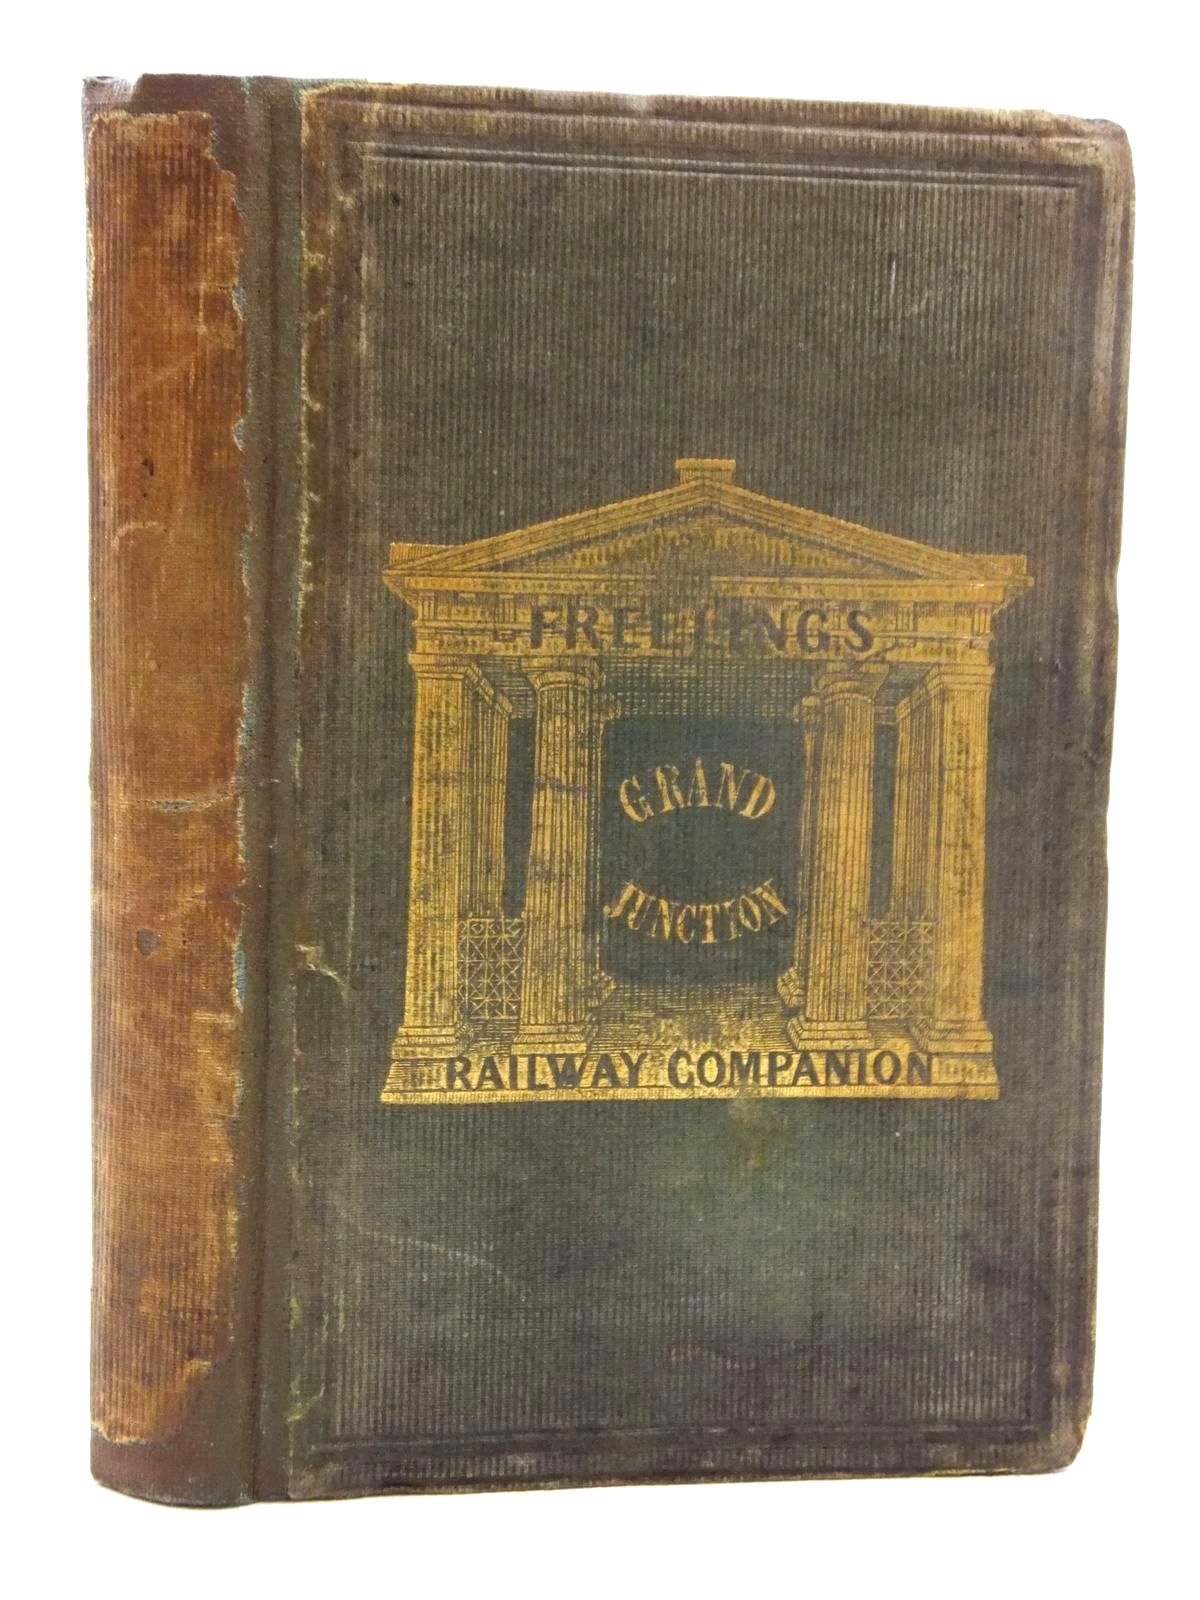 FREELINGS
GRAND
JUNCTION
RAILWAY COMPANION